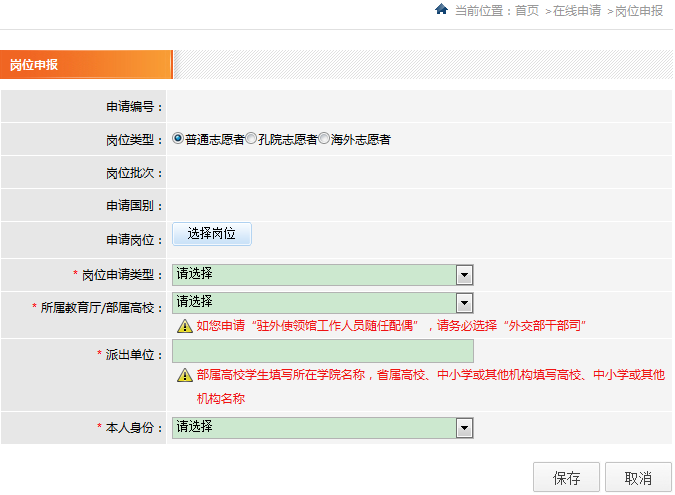 当前位置：首页 >在线申请 >岗位申报
岗位申报
申请编号：
岗位类型： 普通志愿者 孔院志愿者 海外志愿者
岗位批次：
申请国别：
申请岗位： 选择岗位
* 岗位申请类型： 请选择
* 所属教育厅/部属高校： 请选择
如您申请“驻外使领馆工作人员随任配偶”，请务必选择“外交部干部司”
* 派出单位：
部属高校学生填写所在学院名称，省属高校、中小学或其他机构填写高校、中小学或其他
机构名称
* 本人身份： 请选择
保存 取消